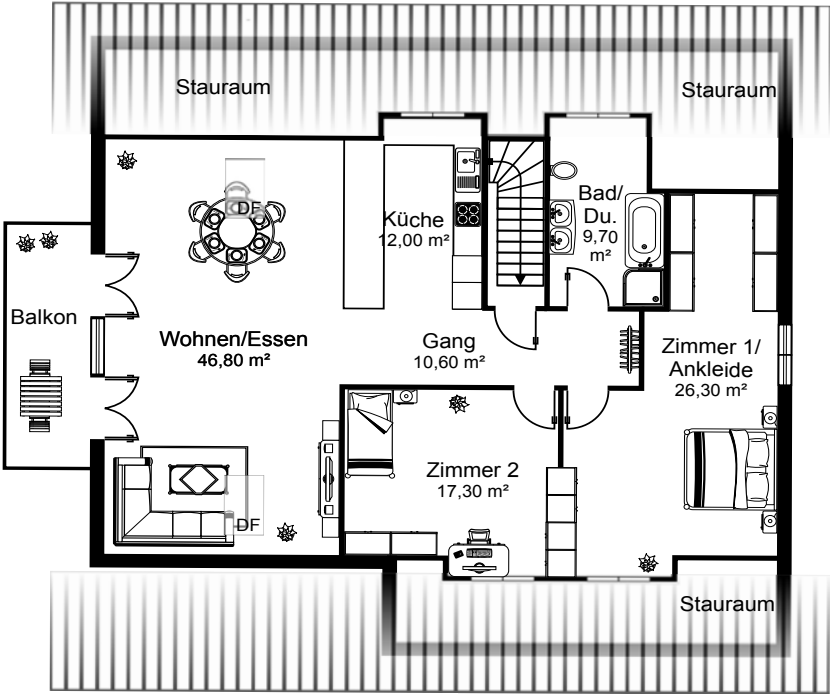 Stauraum
Stauraum
DF
Küche
12,00 m²
Bad/
Du.
9,70
m²
Balkon
Wohnen/Essen
46,80 m²
Gang
10,60 m²
Zimmer 1/
Ankleide
26,30 m²
Zimmer 2
17,30 m²
DF
Stauraum